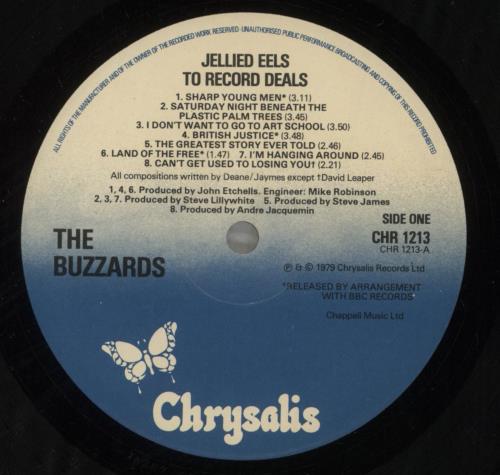 ALL RIGHTS OF THE MANUFACTURER AND OF THE OWNER OF THE RECORDED WORK RESERVED · UNAUTHORISED PUBLIC PERFORMANCE BROADCASTING AND COPYING OF THIS RECORD PROHIBITED.
JELLIED EELS
TO RECORD DEALS
1. SHARP YOUNG MEN* (3.11)
2. SATURDAY NIGHT BENEATH THE
PLASTIC PALM TREES (3.45)
3. I DON'T WANT TO GO TO ART SCHOOL (3.50)
4. BRITISH JUSTICE* (3.48)
5. THE GREATEST STORY EVER TOLD (2.46)
6. LAND OF THE FREE* (1.47) 7. I'M HANGING AROUND (2.45)
8. CAN'T GET USED TO LOSING YOU† (2.21)
All compositions written by Deane/Jaymes except †David Leaper
1, 4, 6. Produced by John Etchells. Engineer: Mike Robinson
2, 3, 7. Produced by Steve Lillywhite 5. Produced by Steve James
8. Produced by Andre Jacquemin
SIDE ONE
THE
BUZZARDS
CHR 1213
CHR 1213-A
℗ & © 1979 Chrysalis Records Ltd
*RELEASED BY ARRANGEMENT
WITH BBC RECORDS
Chappell Music Ltd
Chrysalis